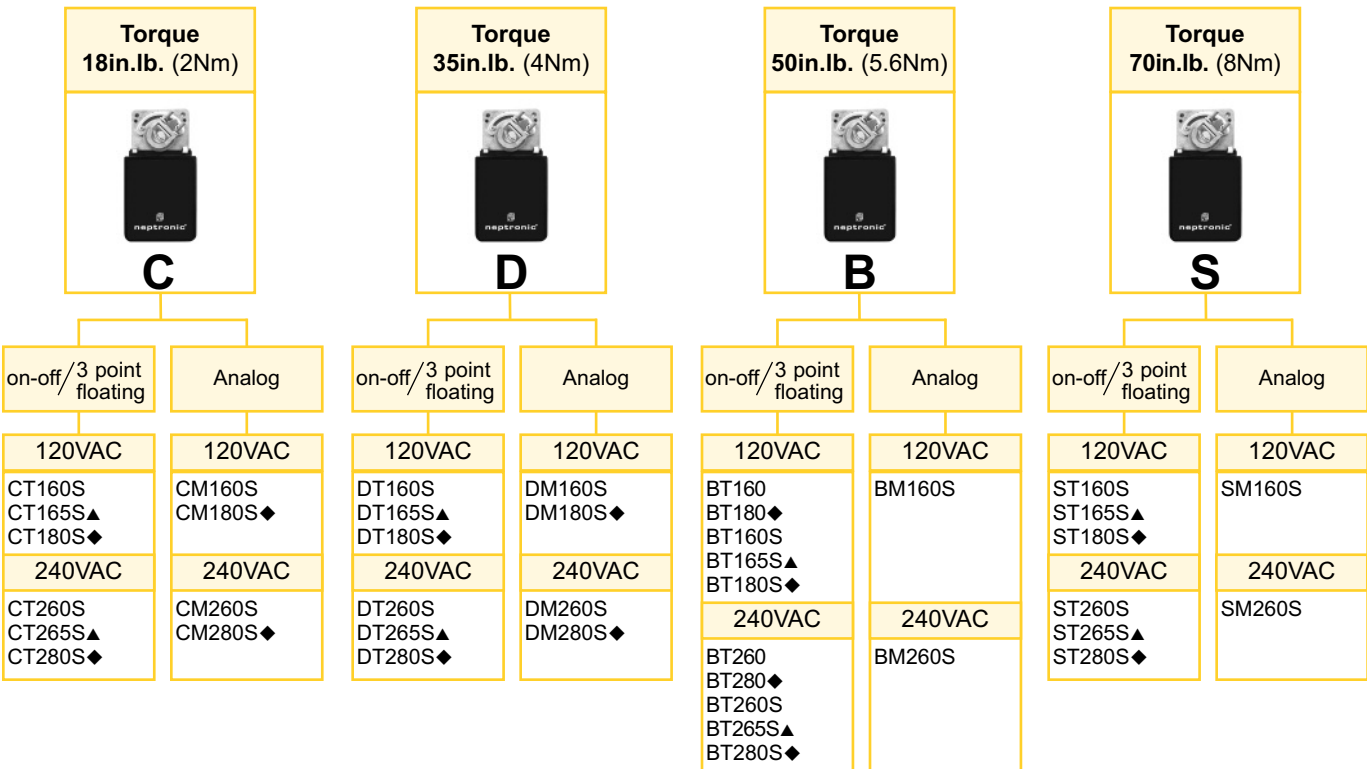 Torque
18in.lb. (2Nm)
neptronic
C
on-off/3 point
floating
120VAC
CT160S
CT165S▲
CT180S◆
240VAC
CT260S
CT265S▲
CT280S◆
Analog
120VAC
CM160S
CM180S◆
240VAC
CM260S
CM280S◆
Torque
35in.lb. (4Nm)
neptronic
D
on-off/3 point
floating
120VAC
DT160S
DT165S▲
DT180S◆
240VAC
DT260S
DT265S▲
DT280S◆
Analog
120VAC
DM160S
DM180S◆
240VAC
DM260S
DM280S◆
Torque
50in.lb. (5.6Nm)
neptronic
B
on-off/3 point
floating
120VAC
BT160
BT180◆
BT160S
BT165S▲
BT180S◆
240VAC
BT260
BT280◆
BT260S
BT265S▲
BT280S◆
Analog
120VAC
BM160S
240VAC
BM260S
Torque
70in.lb. (8Nm)
neptronic
S
on-off/3 point
floating
120VAC
ST160S
ST165S▲
ST180S◆
240VAC
ST260S
ST265S▲
ST280S◆
Analog
120VAC
SM160S
240VAC
SM260S